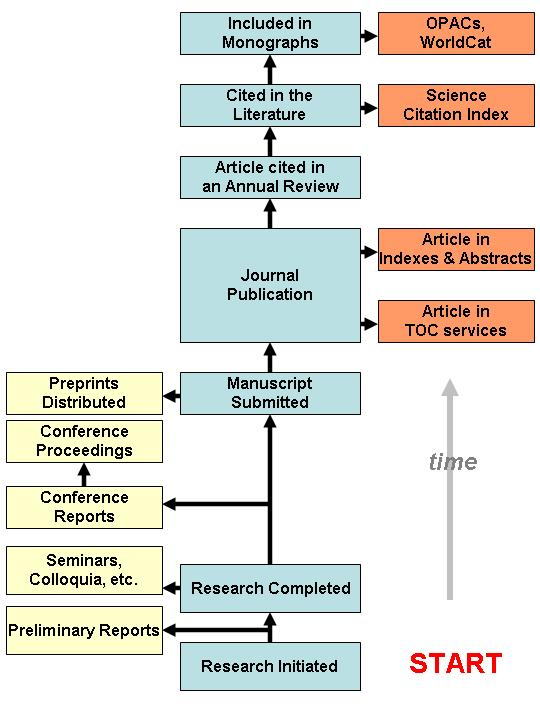 Included in
Monographs
OPACs,
WorldCat
Cited in the
Literature
Science
Citation Index
Article cited in
an Annual Review
Journal
Publication
Article in
Indexes & Abstracts
Article in
TOC services
Preprints
Distributed
Manuscript
Submitted
Conference
Proceedings
time
Conference
Reports
Seminars,
Colloquia, etc.
Research Completed
Preliminary Reports
Research Initiated
START